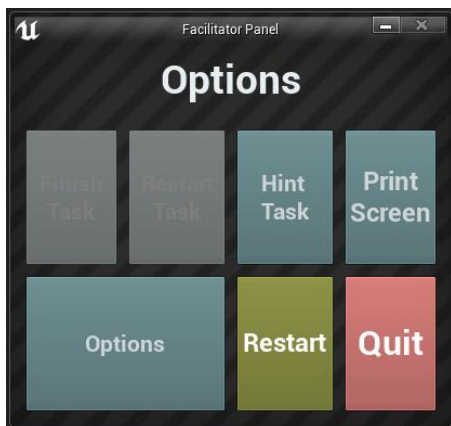 Facilitator Panel
Options
Finish
Task
Restart
Task
Hint
Task
Print
Screen
Options
Restart
Quit